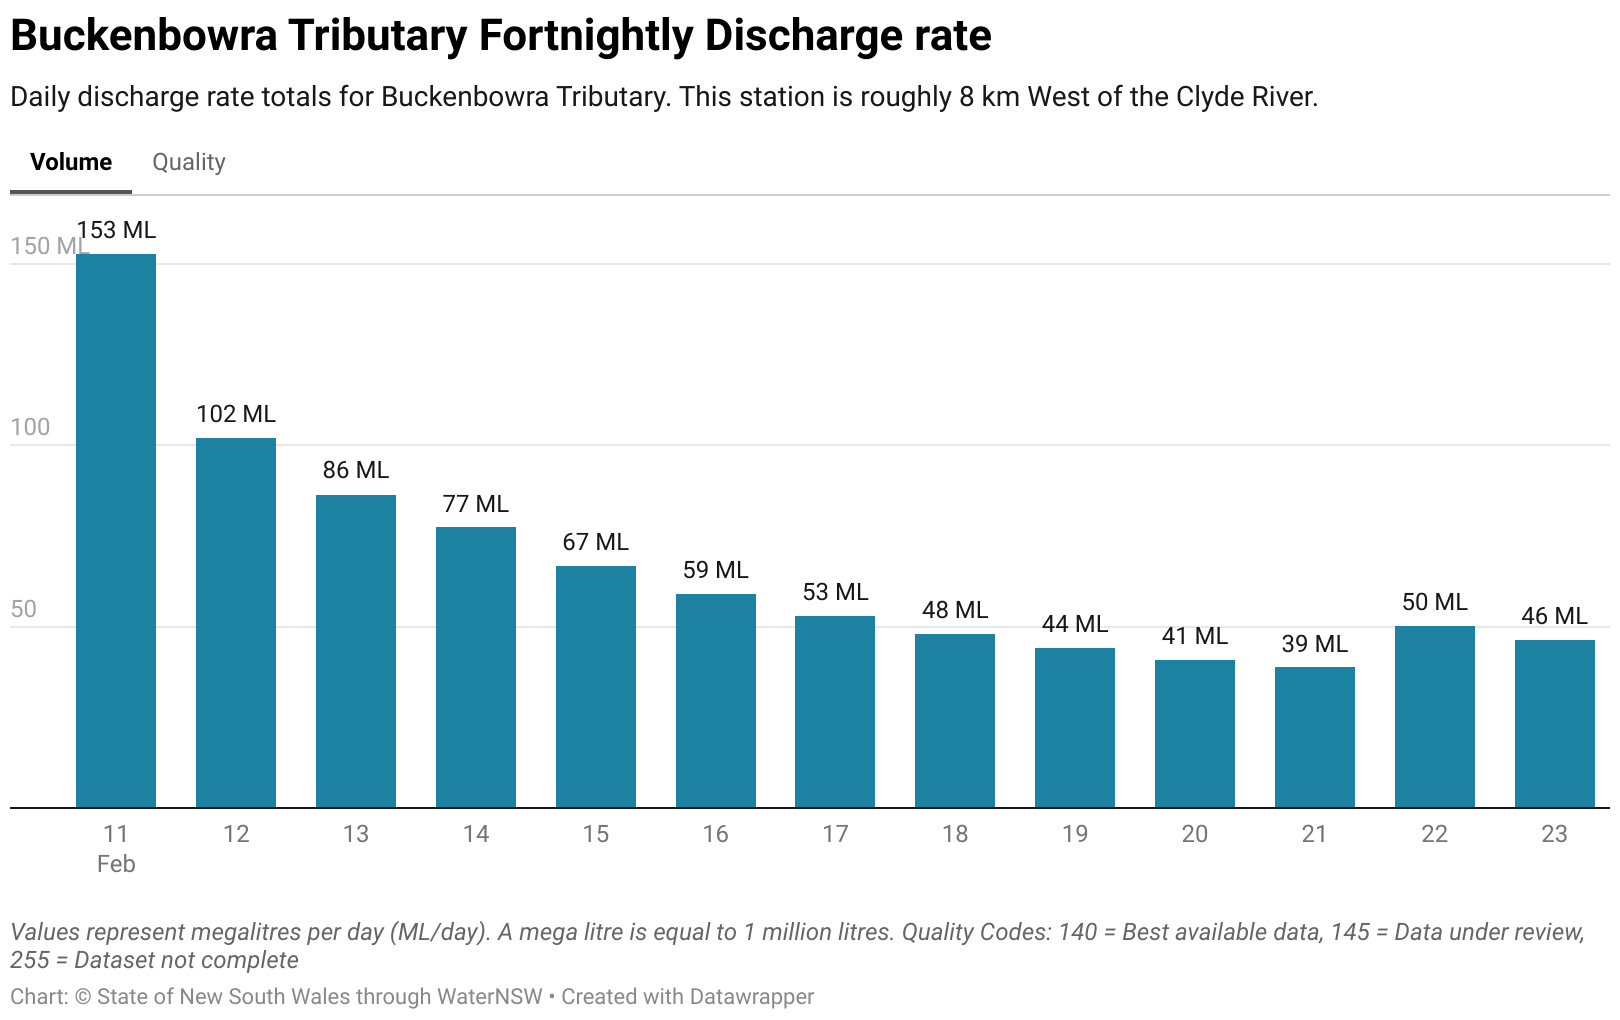 Buckenbowra Tributary Fortnightly Discharge rate
Daily discharge rate totals for Buckenbowra Tributary. This station is roughly 8 km West of the Clyde River.
Volume Quality
153 ML
150 ML
102 ML
100
86 ML
77 ML
67 ML
59 ML
53 ML
50
48 ML
44 ML
41 ML
39 ML
50 ML
46 ML
11 12 13 14 15 16 17 18 19 20 21 22 23
Feb
Values represent megalitres per day (ML/day). A mega litre is equal to 1 million litres. Quality Codes: 140 = Best available data, 145 = Data under review,
255 = Dataset not complete
Chart: © State of New South Wales through WaterNSW • Created with Datawrapper